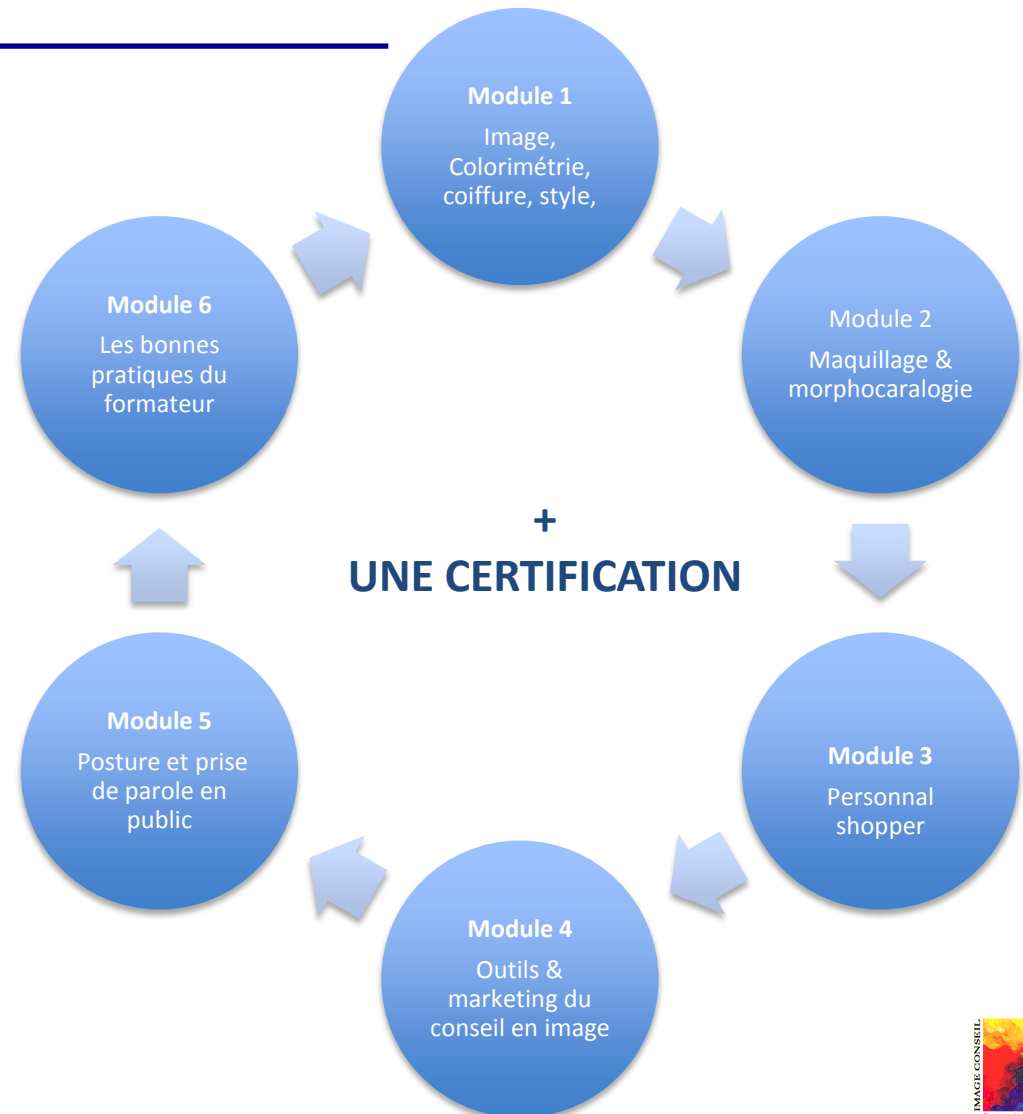 Module 1
Image,
Colorimétrie,
coiffure, style,
Module 2
Maquillage &
morphocaralogie
Module 3
Personnal
shopper
Module 4
Outils &
marketing du
conseil en image
Module 5
Posture et prise
de parole en
public
Module 6
Les bonnes
pratiques du
formateur
+
UNE CERTIFICATION
IMAGE CONSEIL